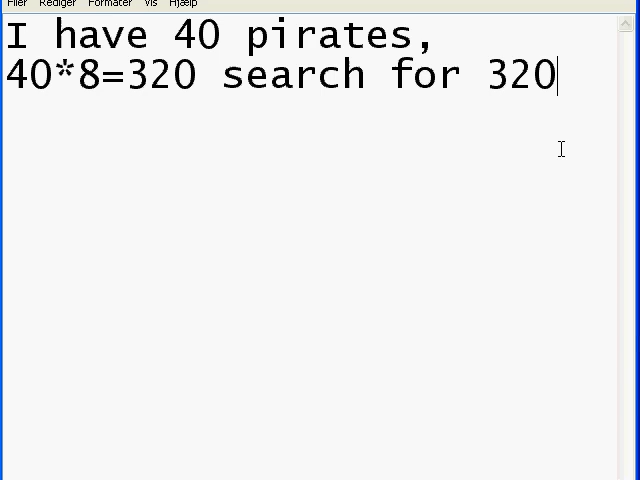 Filer Rediger Formater Vis Hjælp
I have 40 pirates,
40*8=320 search for 320